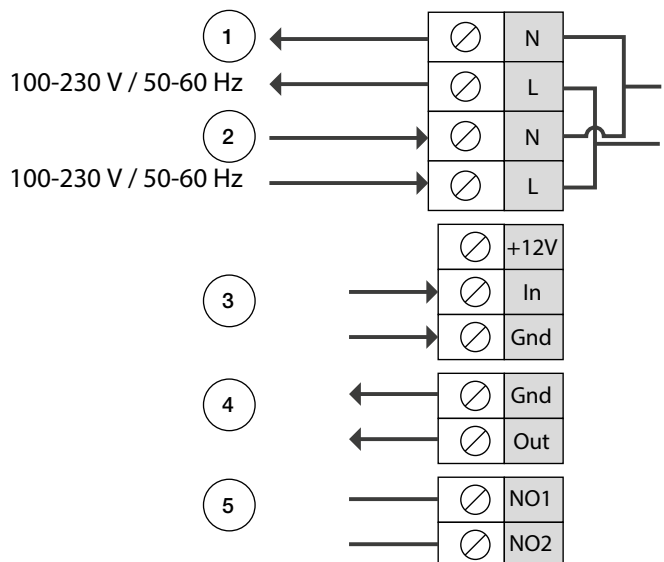 1
N
100-230 V / 50-60 Hz
L
2
N
100-230 V / 50-60 Hz
L
+12V
3
In
Gnd
4
Gnd
Out
5
NO1
NO2